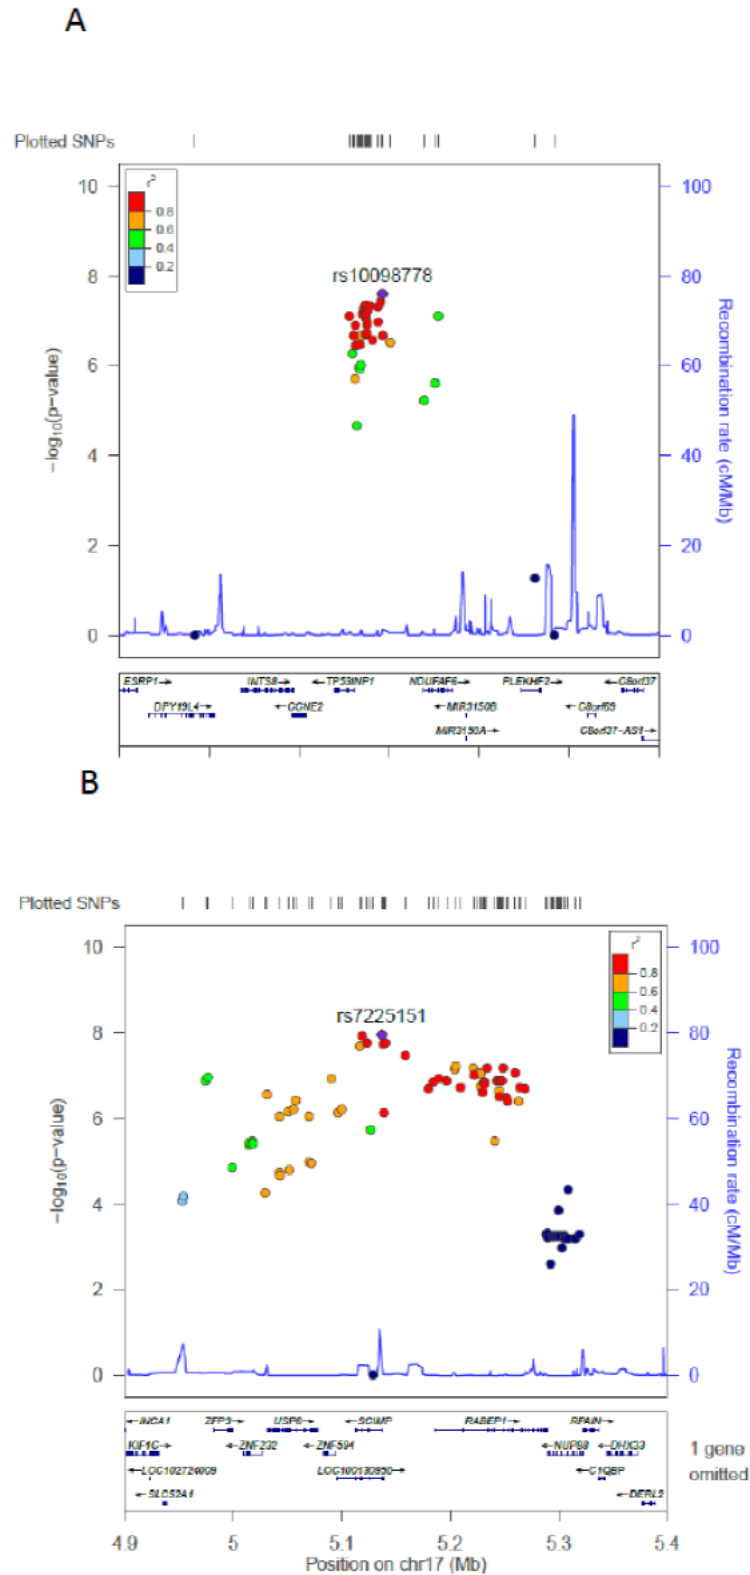 A
Plotted SNPs
10
100
r²
0.8
0.6
0.4
0.2
rs10098778
8
80
6
60
4
40
2
20
0
0
−log10(p−value)
Recombination rate (cM/Mb)
ESRP1→
INTS8→
←TP53INP1
NDUFAF6→
PLEKHF2→
←C8orf37
DPY19L4→
←CCNE2
←MIR3150B
←C8orf69
MIR3150A→
C8orf37−AS1→
B
Plotted SNPs
10
100
r²
0.8
0.6
0.4
0.2
rs7225151
8
80
6
60
4
40
2
20
0
0
−log10(p−value)
Recombination rate (cM/Mb)
←INCA1
ZFP3→
USP6→
←SCIMP
RABEP1→
RPAIN→
KIF1C→
←ZNF232
←ZNF594
←NUP88
←DHX33
1 gene
omitted
←LOC102724009
LOC100130950→
←C1QBP
←SLC52A1
←DERL2
4.9
5
5.1
5.2
5.3
5.4
Position on chr17 (Mb)